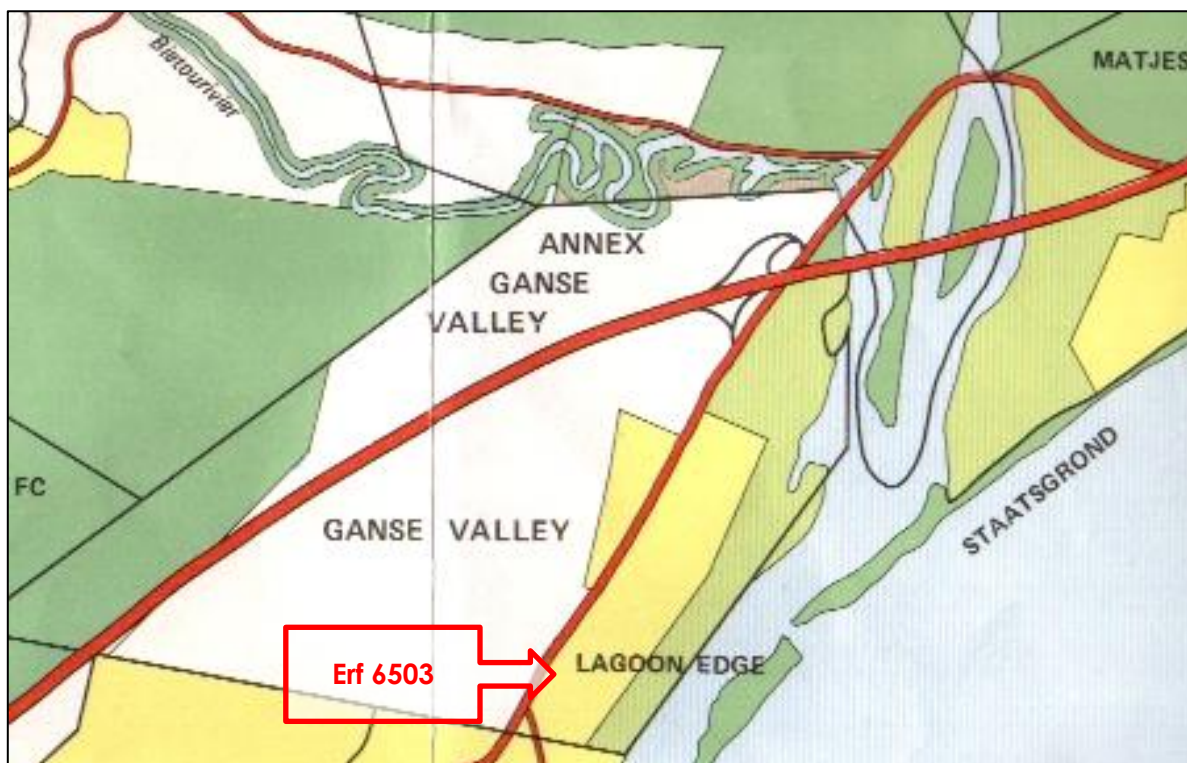 MATJES
Bietourivier
ANNEX
GANSE
VALLEY
FC
GANSE VALLEY
STAATSGROND
Erf 6503
LAGOON EDGE